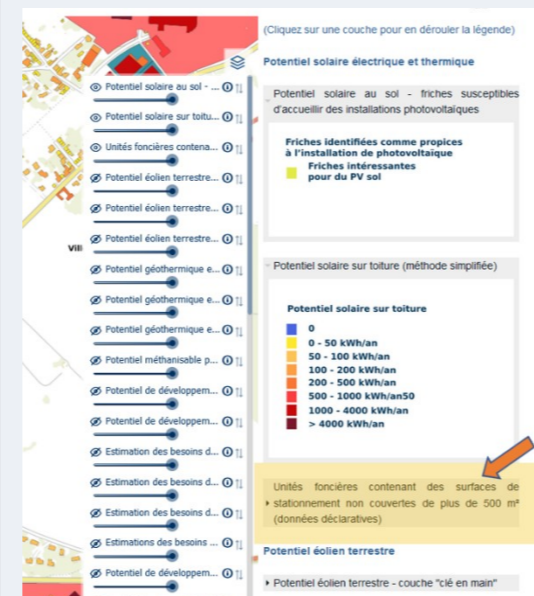 Vill
Potentiel solaire au sol - ...
Potentiel solaire sur toitu...
Unités foncières contena...
Potentiel éolien terrestre...
Potentiel éolien terrestre...
Potentiel éolien terrestre...
Potentiel géothermique e...
Potentiel géothermique e...
Potentiel géothermique e...
Potentiel méthanisable p...
Potentiel de développem...
Potentiel de développem...
Estimation des besoins d...
Estimation des besoins d...
Estimation des besoins d...
Estimations des besoins ...
Potentiel de développem...
(Cliquez sur une couche pour en dérouler la légende)
Potentiel solaire électrique et thermique
Potentiel solaire au sol - friches susceptibles
d'accueillir des installations photovoltaïques
Friches identifiées comme propices
à l'installation de photovoltaïque
Friches intéressantes
pour du PV sol
Potentiel solaire sur toiture (méthode simplifiée)
Potentiel solaire sur toiture
0
0 - 50 kWh/an
50 - 100 kWh/an
100 - 200 kWh/an
200 - 500 kWh/an
500 - 1000 kWh/an50
1000 - 4000 kWh/an
> 4000 kWh/an
Unités foncières contenant des surfaces de
stationnement non couvertes de plus de 500 m²
(données déclaratives)
Potentiel éolien terrestre
Potentiel éolien terrestre - couche "clé en main"